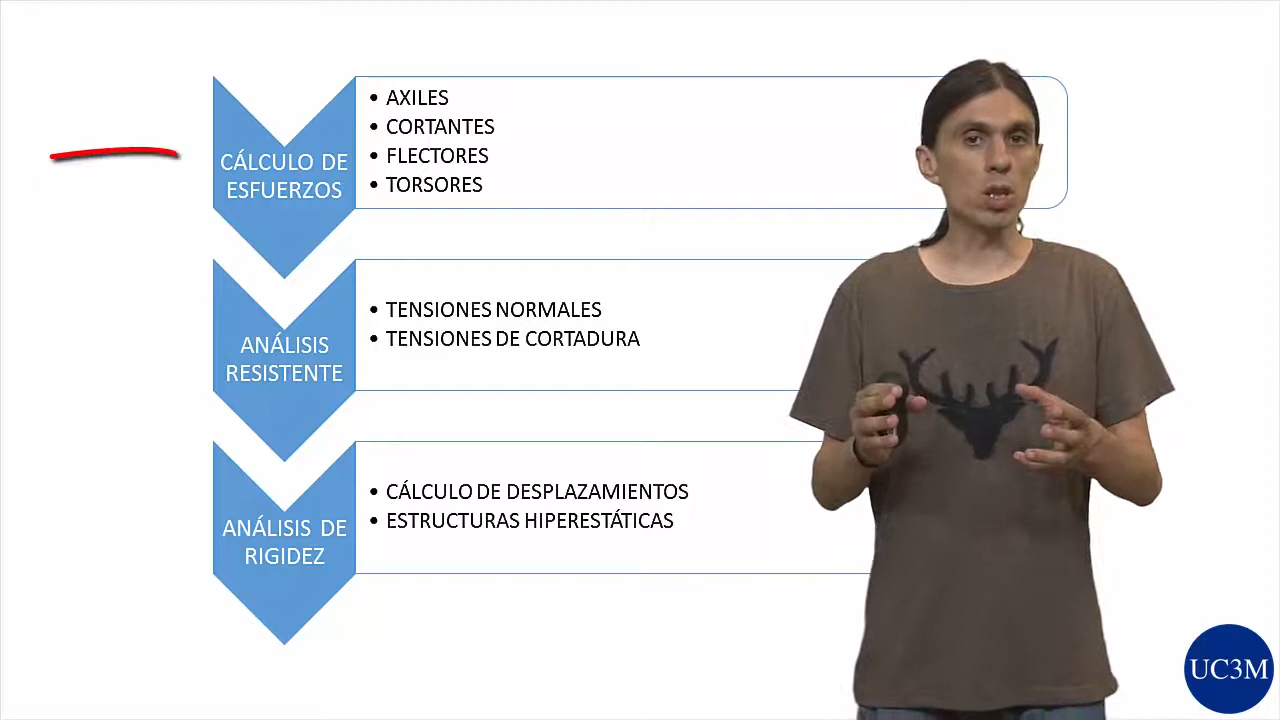 CÁLCULO DE
ESFUERZOS
• AXILES
• CORTANTES
• FLECTORES
• TORSORES
ANÁLISIS
RESISTENTE
• TENSIONES NORMALES
• TENSIONES DE CORTADURA
ANÁLISIS DE
RIGIDEZ
• CÁLCULO DE DESPLAZAMIENTOS
• ESTRUCTURAS HIPERESTÁTICAS
UC3M